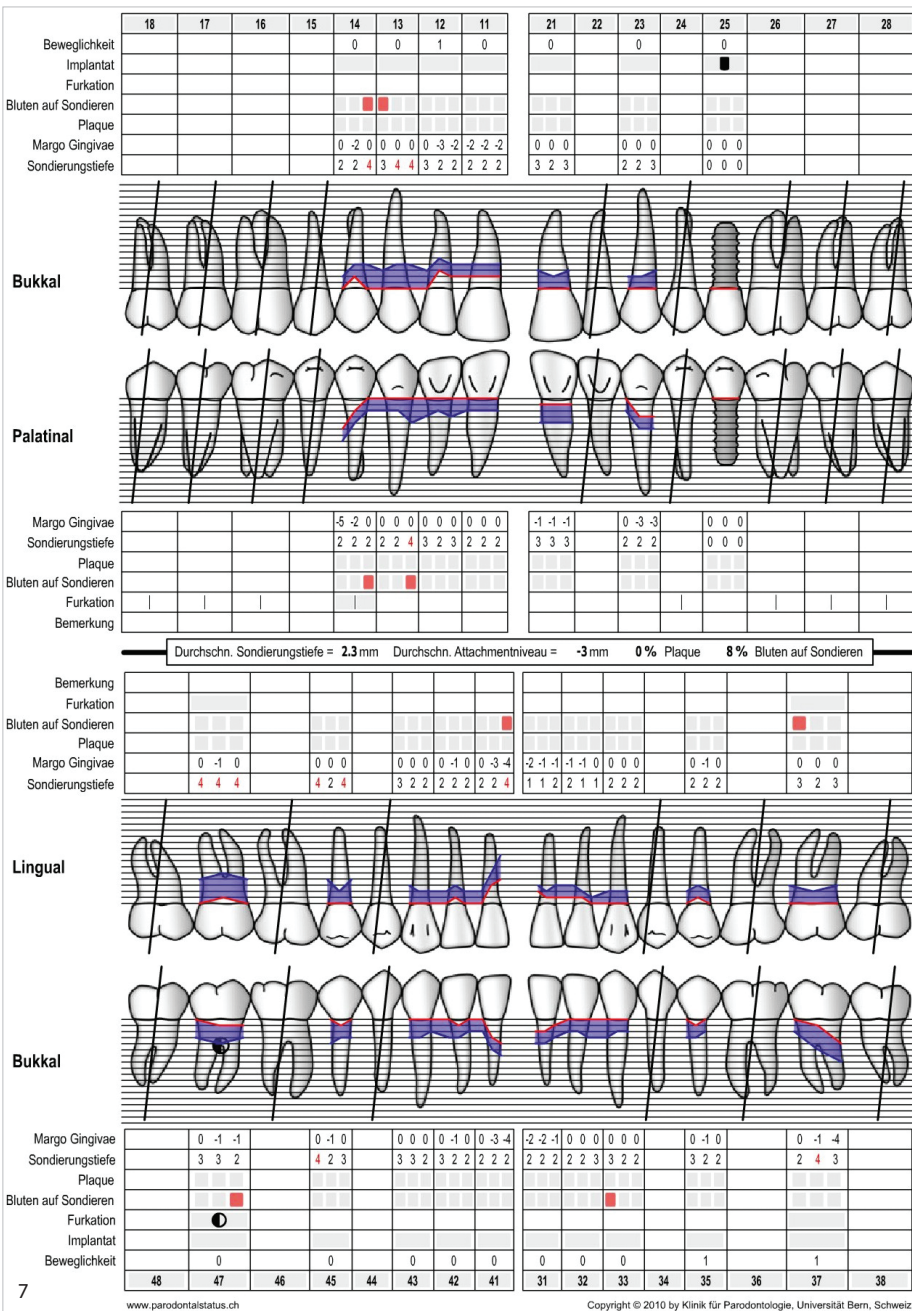 18 17 16 15 14 13 12 11 21 22 23 24 25 26 27 28
Beweglichkeit 0 0 1 0 0 0 0
Implantat
Furkation
Bluten auf Sondieren
Plaque
Margo Gingivae 0 -2 0 0 0 0 0 -3 -2 -2 -2 -2 0 0 0 0 0 0 0 0 0
Sondierungstiefe 2 2 4 3 4 4 3 2 2 2 2 2 3 2 3 2 2 3 0 0 0
Bukkal
Palatinal
Margo Gingivae -5 -2 0 0 0 0 0 0 0 0 0 0 -1 -1 -1 0 -3 -3 0 0 0
Sondierungstiefe 2 2 2 2 2 4 3 2 3 2 2 2 3 3 3 2 2 2 0 0 0
Plaque
Bluten auf Sondieren
Furkation
Bemerkung
Durchschn. Sondierungstiefe = 2.3 mm Durchschn. Attachmentniveau = -3 mm 0 % Plaque 8 % Bluten auf Sondieren
Bemerkung
Furkation
Bluten auf Sondieren
Plaque
Margo Gingivae 0 -1 0 0 0 0 0 0 0 0 -1 0 0 -3 -4 -2 -1 -1 -1 -1 0 0 0 0 0 -1 0 0 0 0
Sondierungstiefe 4 4 4 4 2 4 3 2 2 2 2 2 2 2 4 1 1 2 2 1 1 2 2 2 2 2 2 3 2 3
Lingual
Bukkal
Margo Gingivae 0 -1 -1 0 -1 0 0 0 0 0 -1 0 0 -3 -4 -2 -2 -1 0 0 0 0 0 0 0 -1 0 0 -1 -4
Sondierungstiefe 3 3 2 4 2 3 3 3 2 3 2 2 2 2 2 2 2 2 2 2 3 3 2 2 3 2 2 2 4 3
Plaque
Bluten auf Sondieren
Furkation
Implantat
Beweglichkeit 0 0 0 0 0 0 0 0 1 1
48 47 46 45 44 43 42 41 31 32 33 34 35 36 37 38
7
www.parodontalstatus.ch Copyright © 2010 by Klinik für Parodontologie, Universität Bern, Schweiz